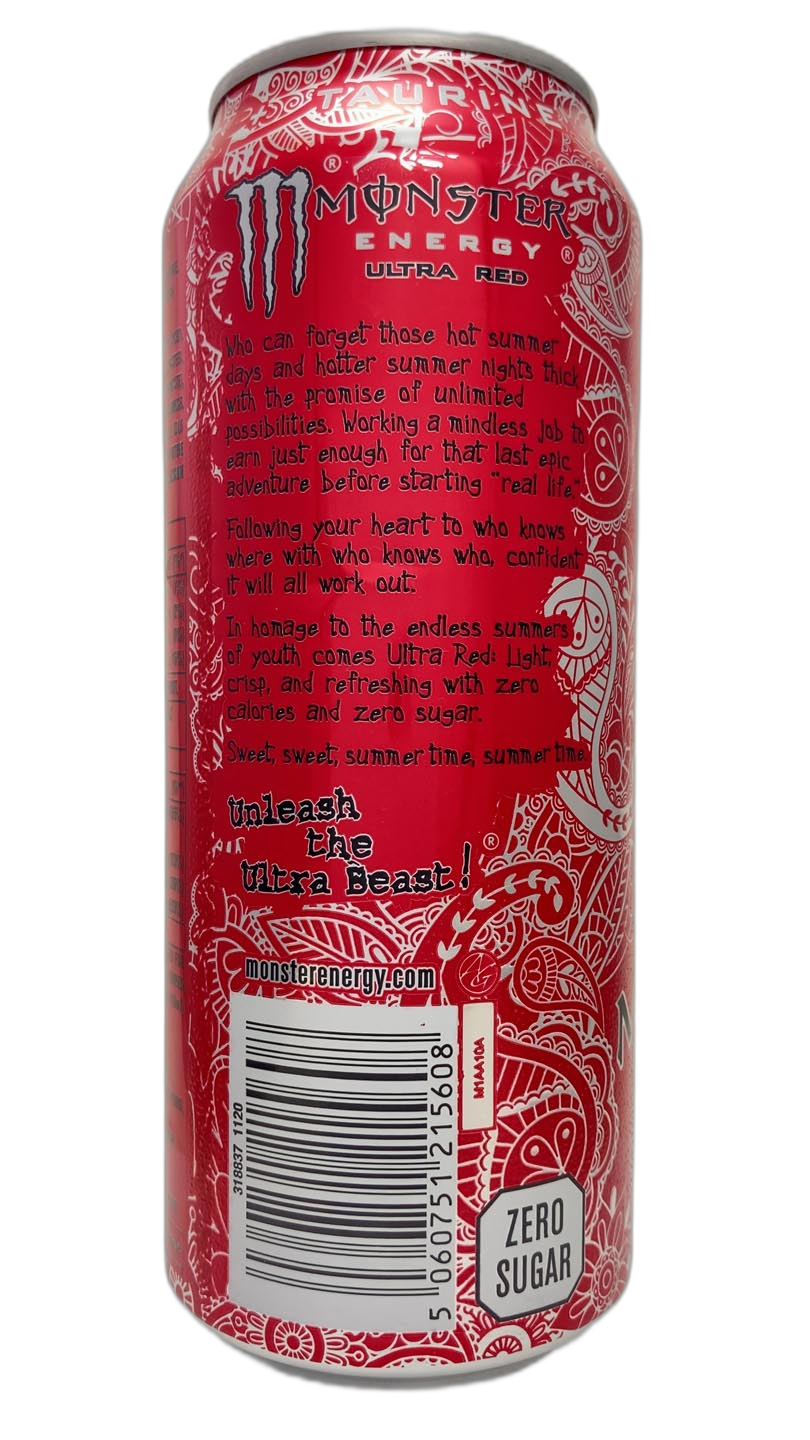 TAURINE
MONSTER
ENERGY
ULTRA RED
Who can forget those hot summer
days and hotter summer nights thick
with the promise of unlimited
possibilities. Working a mindless job to
earn just enough for that last epic
adventure before starting "real life."
Following your heart to who knows
where with who knows who, confident
it will all work out.
In homage to the endless summers
of youth comes Ultra Red: Light,
crisp, and refreshing with zero
calories and zero sugar.
Sweet, sweet, summer time, summer time.
Unleash
the
Ultra Beast!®
monsterenergy.com
318837 1120
5 060751 215608
M1AA10A
ZERO
SUGAR